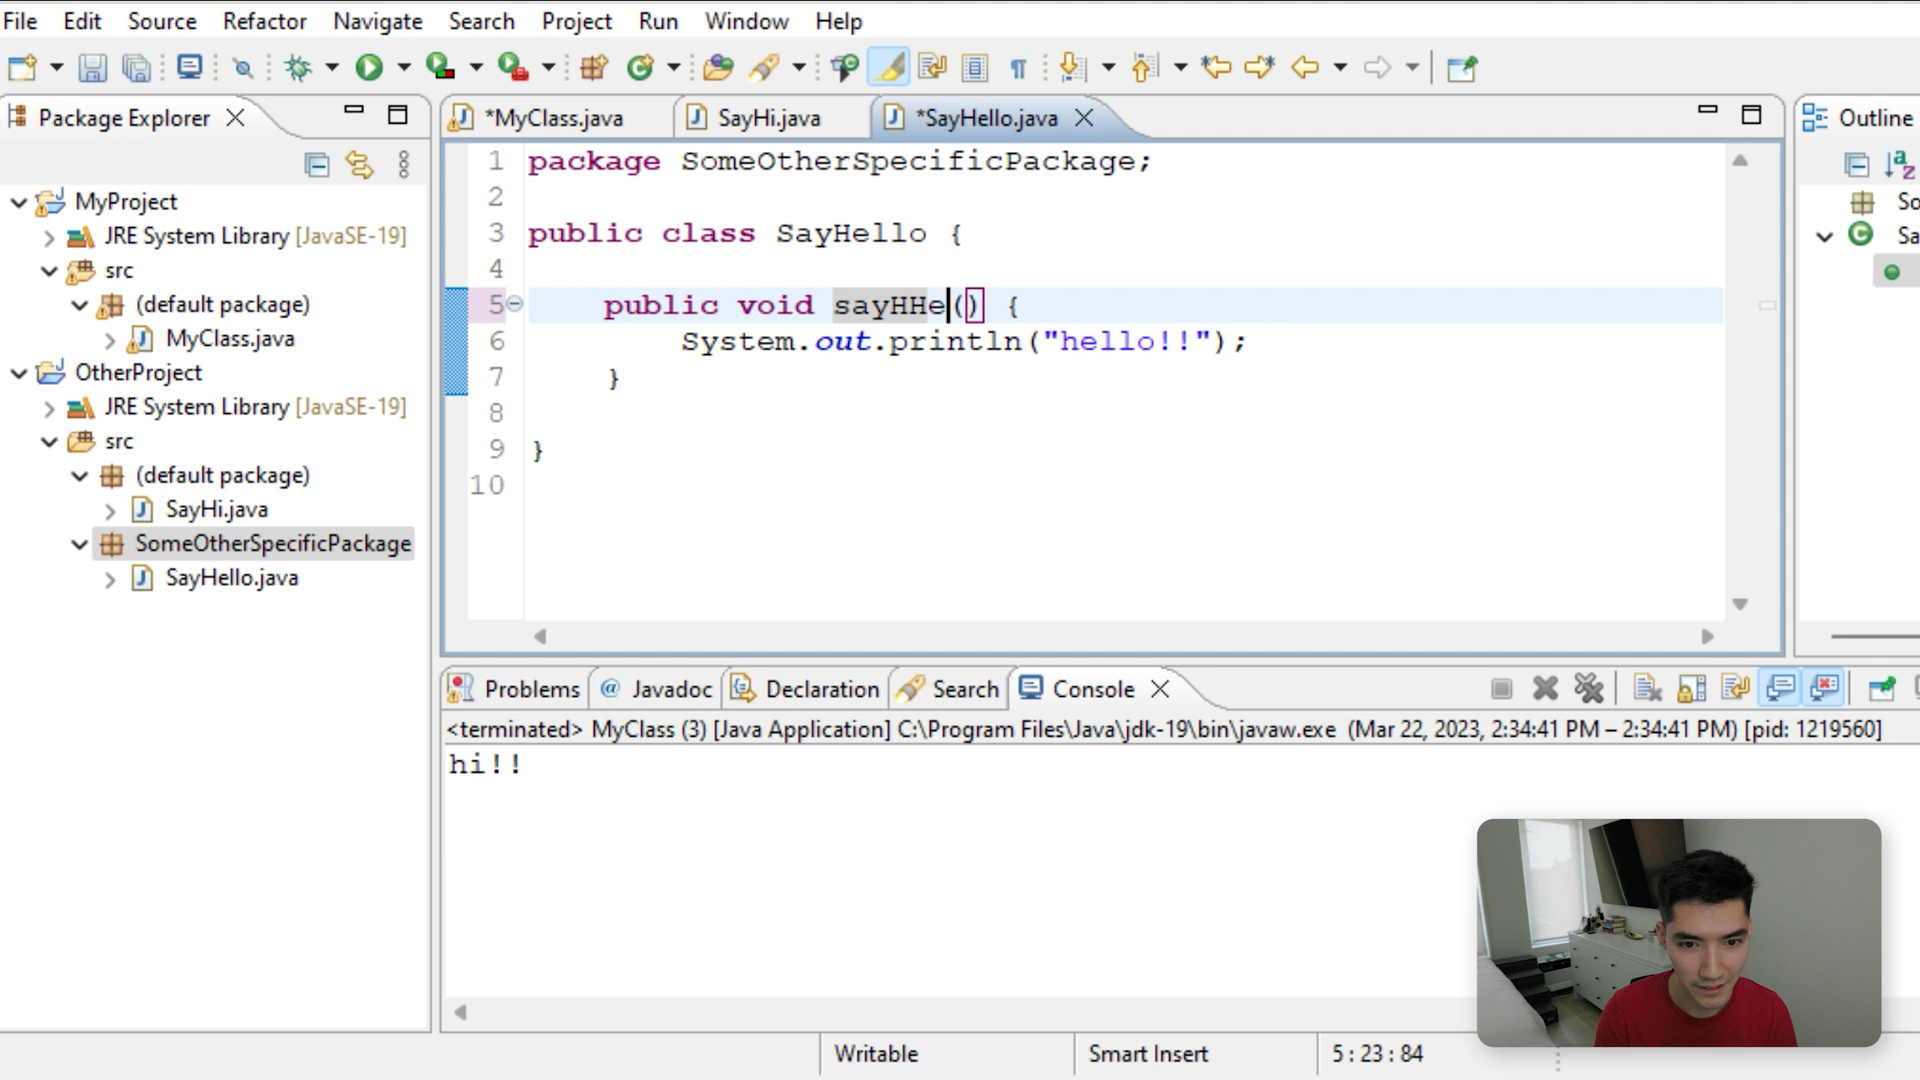 File Edit Source Refactor Navigate Search Project Run Window Help
Package Explorer
MyProject
JRE System Library [JavaSE-19]
src
(default package)
MyClass.java
OtherProject
JRE System Library [JavaSE-19]
src
(default package)
SayHi.java
SomeOtherSpecificPackage
SayHello.java
*MyClass.java SayHi.java *SayHello.java
1 package SomeOtherSpecificPackage;
2
3 public class SayHello {
4
5 public void sayHHe() {
6 System.out.println("hello!!");
7 }
8
9 }
10
Outline
So
Sa
Problems Javadoc Declaration Search Console
<terminated> MyClass (3) [Java Application] C:\Program Files\Java\jdk-19\bin\javaw.exe (Mar 22, 2023, 2:34:41 PM – 2:34:41 PM) [pid: 1219560]
hi!!
Writable Smart Insert 5 : 23 : 84